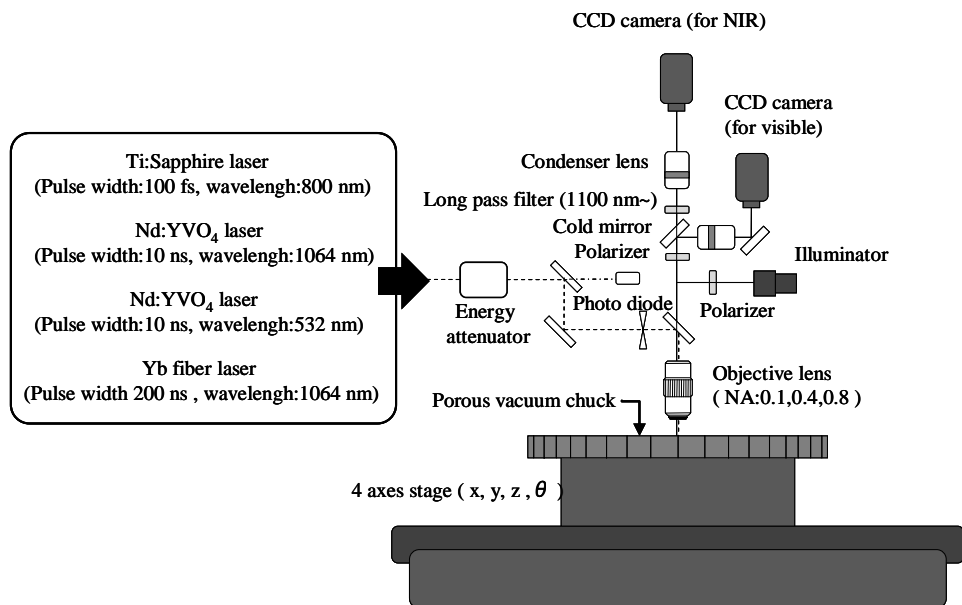 CCD camera (for NIR)
CCD camera
(for visible)
Ti:Sapphire laser
(Pulse width:100 fs, wavelengh:800 nm)
Nd:YVO4 laser
(Pulse width:10 ns, wavelengh:1064 nm)
Nd:YVO4 laser
(Pulse width:10 ns, wavelengh:532 nm)
Yb fiber laser
(Pulse width 200 ns , wavelengh:1064 nm)
Condenser lens
Long pass filter (1100 nm~)
Cold mirror
Polarizer
Illuminator
Photo diode
Polarizer
Energy
attenuator
Objective lens
( NA:0.1,0.4,0.8 )
Porous vacuum chuck
4 axes stage ( x, y, z , θ )